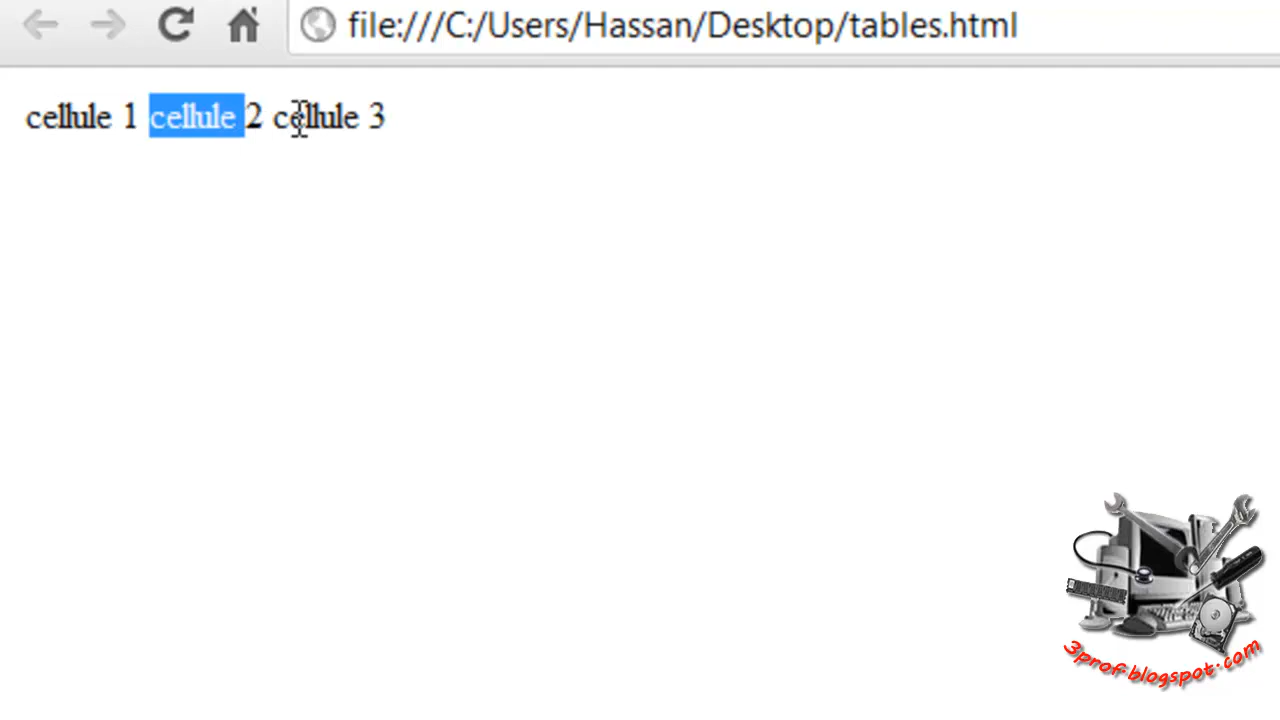 file:///C:/Users/Hassan/Desktop/tables.html
cellule 1 cellule 2 cellule 3
3prof.blogspot.com